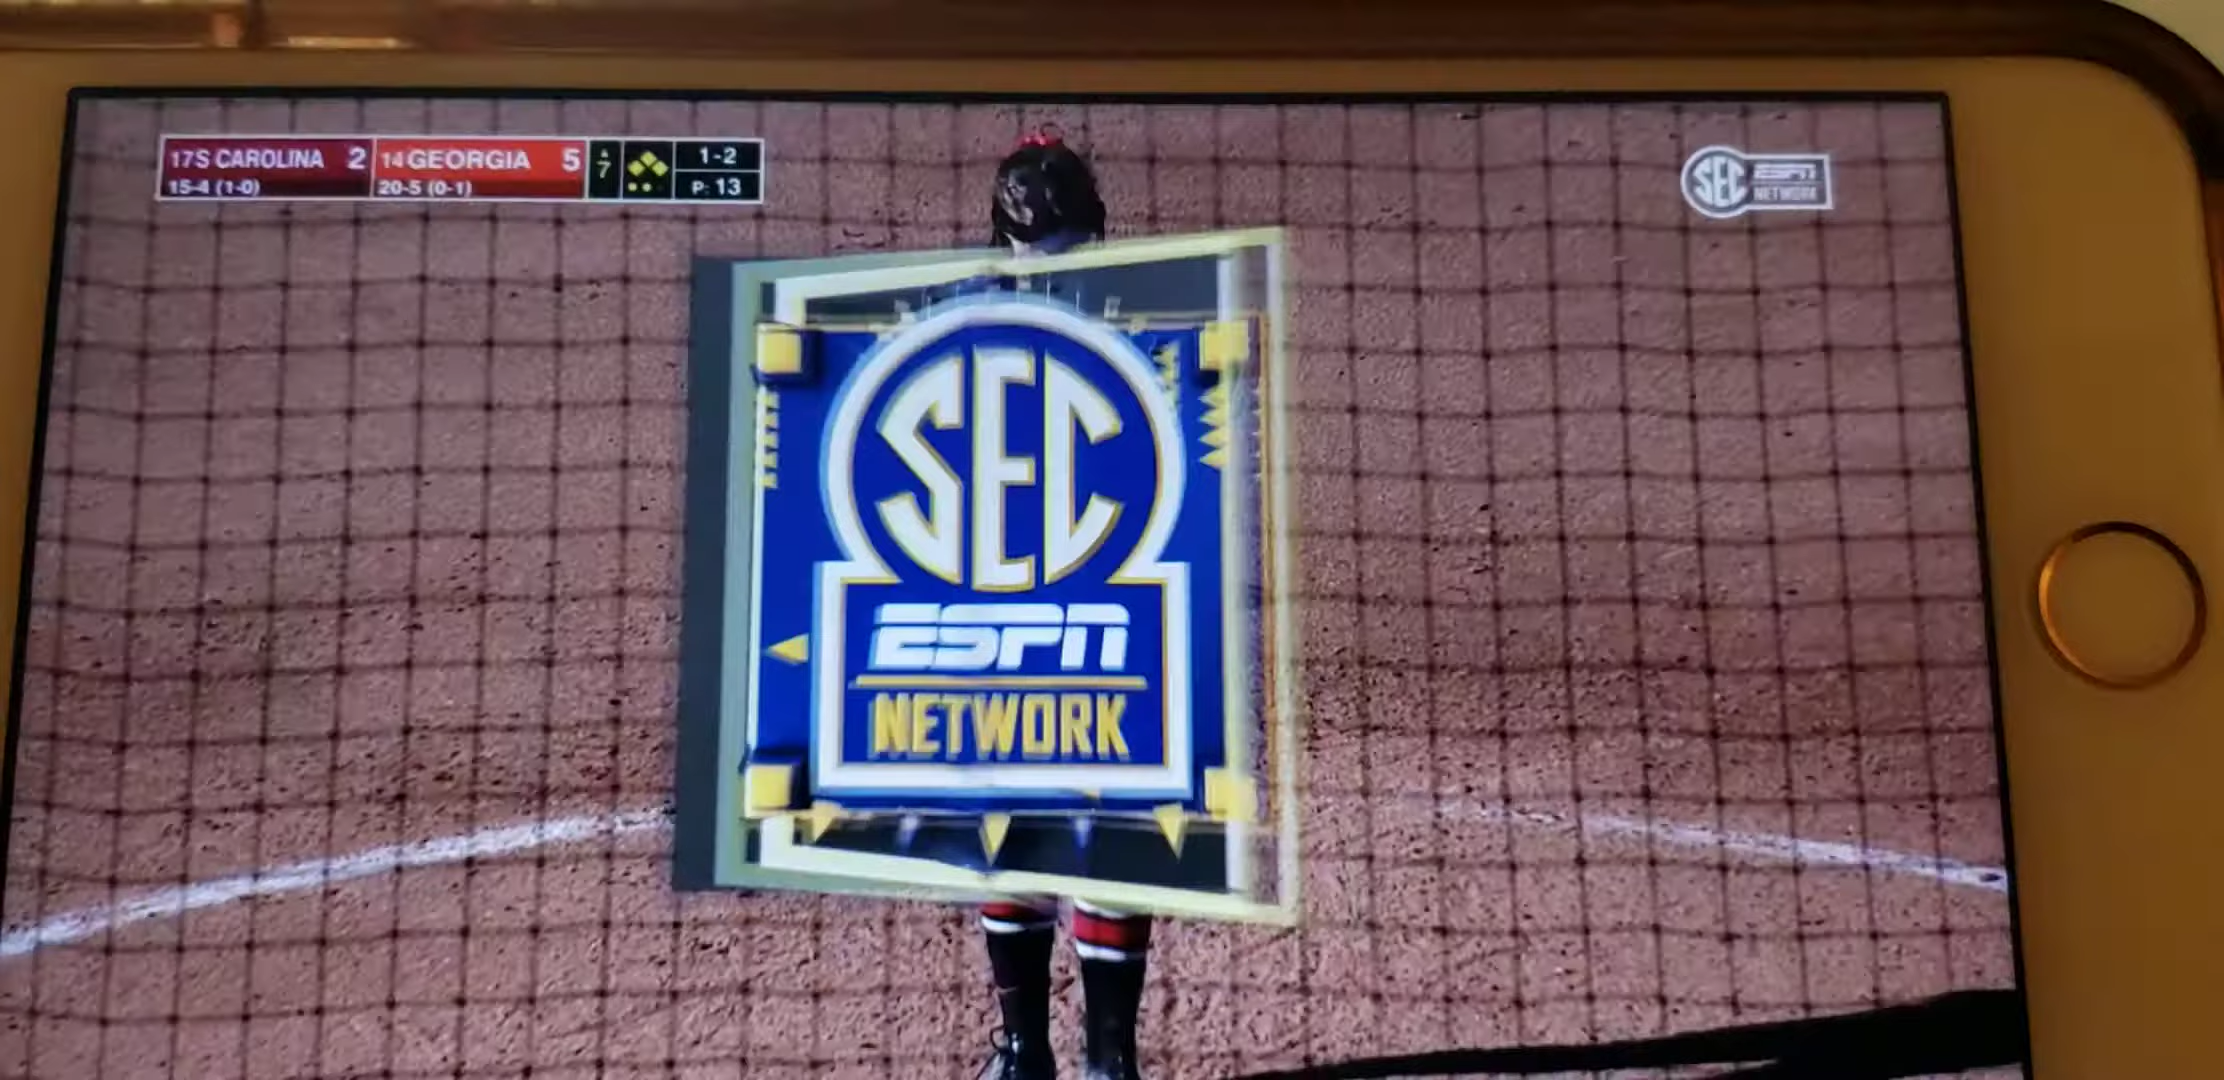 17 S CAROLINA 2 14 GEORGIA 5 7 1-2
15-4 (1-0) 20-5 (0-1) P: 13
SEC ESPN
NETWORK
SEC
ESPN
NETWORK